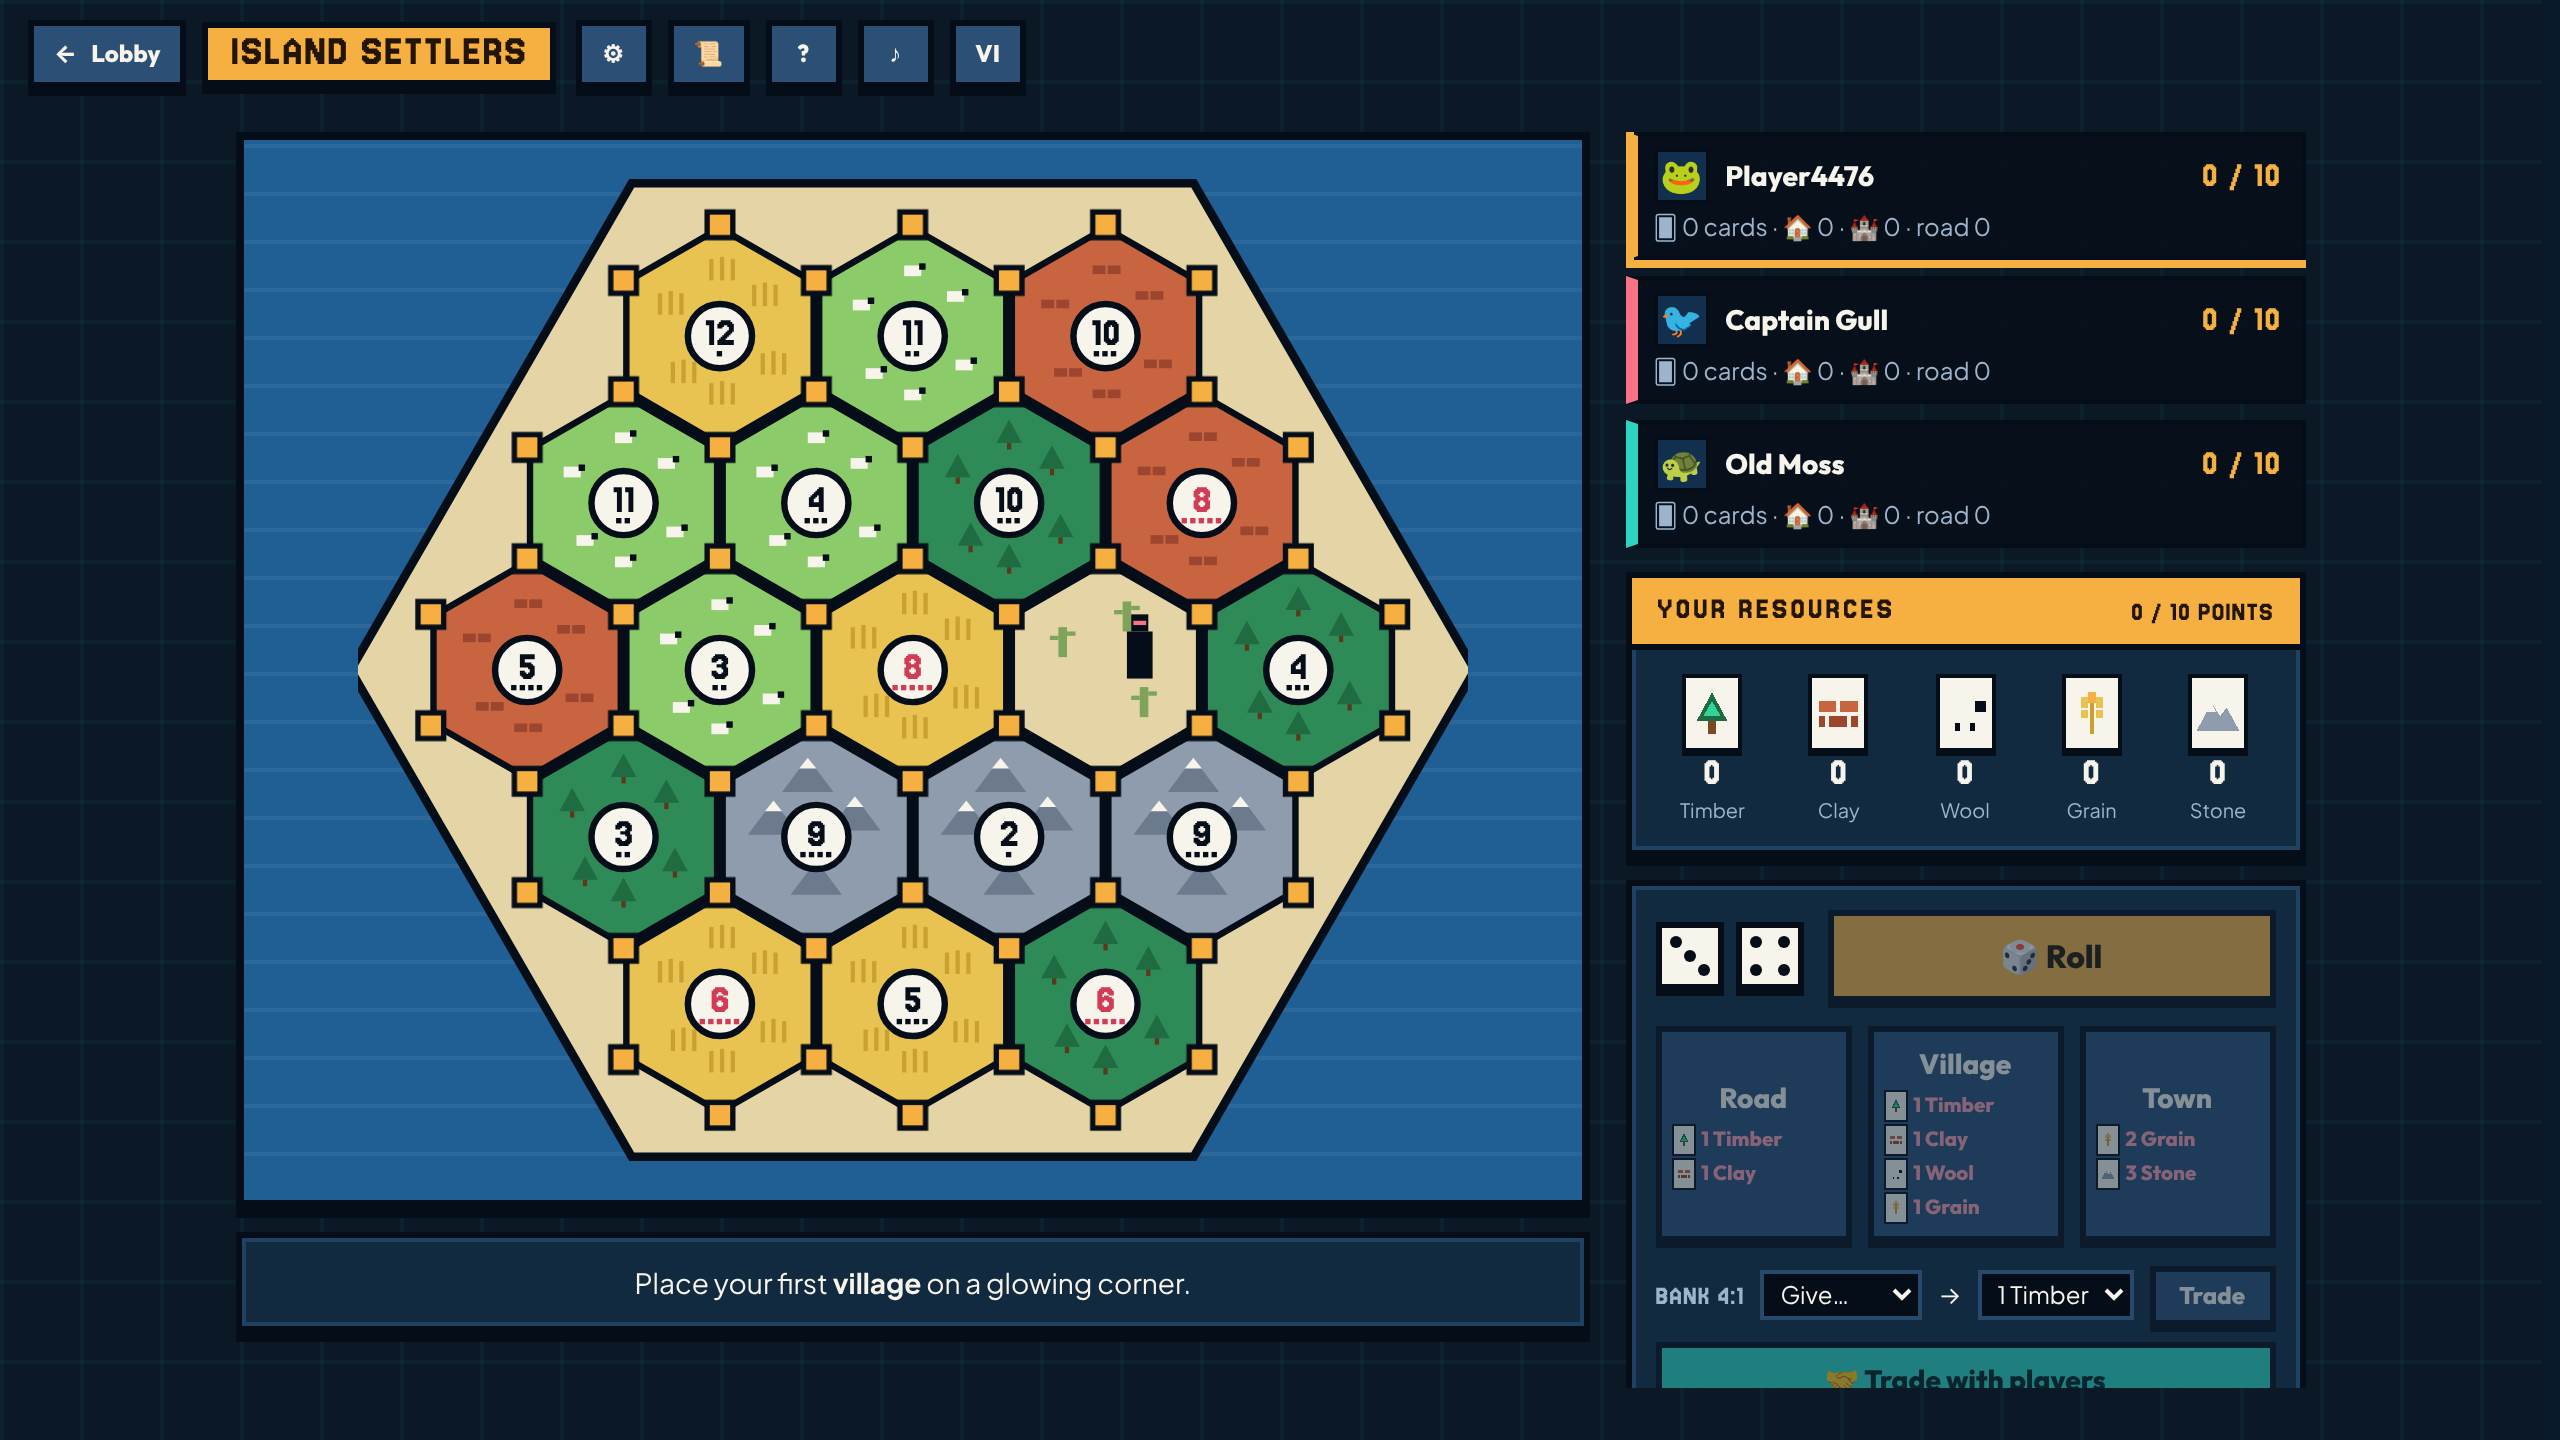 ← Lobby
ISLAND SETTLERS
?
♪
VI
12
11
10
11
4
10
8
5
3
8
4
3
9
2
9
6
5
6
Place your first village on a glowing corner.
Player4476
0 / 10
0 cards · 0 · 0 · road 0
Captain Gull
0 / 10
0 cards · 0 · 0 · road 0
Old Moss
0 / 10
0 cards · 0 · 0 · road 0
YOUR RESOURCES
0 / 10 POINTS
0 0 0 0 0
Timber Clay Wool Grain Stone
Roll
Road
1 Timber
1 Clay
Village
1 Timber
1 Clay
1 Wool
1 Grain
Town
2 Grain
3 Stone
BANK 4:1 Give... → 1 Timber Trade
Trade with players